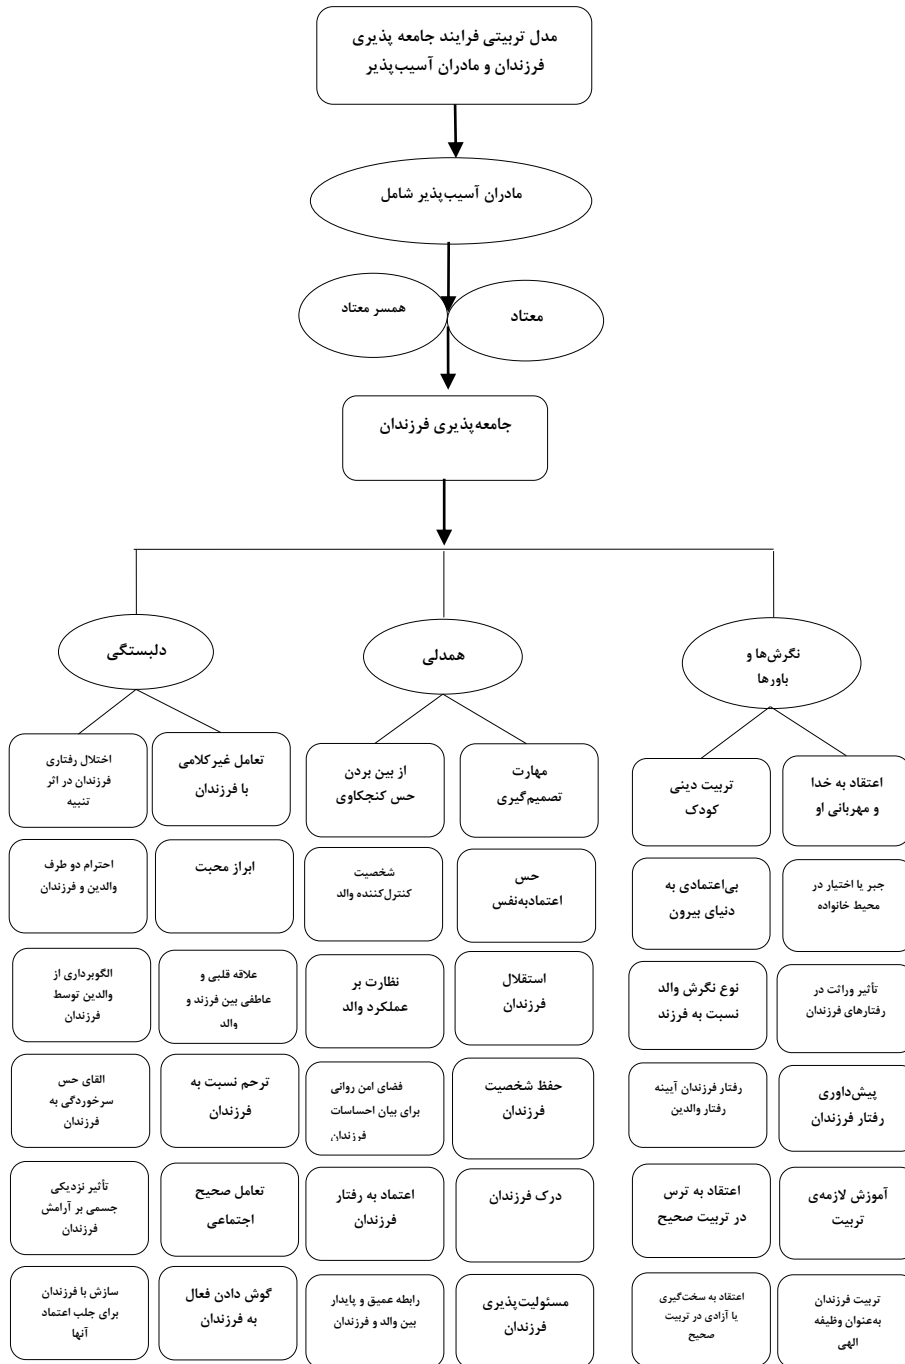 مدل تربیتی فرایند جامعه پذیری
فرزندان و مادران آسیب‌پذیر
مادران آسیب‌پذیر شامل
معتاد
همسر معتاد
جامعه‌پذیری فرزندان
نگرش‌ها و
باورها
همدلی
دلبستگی
اعتقاد به خدا
و مهربانی او
تربیت دینی
کودک
جبر یا اختیار در
محیط خانواده
بی‌اعتمادی به
دنیای بیرون
تأثیر وراثت در
رفتارهای فرزندان
نوع نگرش والد
نسبت به فرزند
پیش‌داوری
رفتار فرزندان
رفتار فرزندان آیینه
رفتار والدین
آموزش لازمه‌ی
تربیت
اعتقاد به ترس
در تربیت صحیح
تربیت فرزندان
به‌عنوان وظیفه
الهی
اعتقاد به سخت‌گیری
یا آزادی در تربیت
صحیح
مهارت
تصمیم‌گیری
از بین بردن
حس کنجکاوی
حس
اعتمادبه‌نفس
شخصیت
کنترل‌کننده والد
استقلال
فرزندان
نظارت بر
عملکرد والد
حفظ شخصیت
فرزندان
فضای امن روانی
برای بیان احساسات
فرزندان
درک فرزندان
اعتماد به رفتار
فرزندان
مسئولیت‌پذیری
فرزندان
رابطه عمیق و پایدار
بین والد و فرزندان
تعامل غیرکلامی
با فرزندان
اختلال رفتاری
فرزندان در اثر
تنبیه
ابراز محبت
احترام دو طرف
والدین و فرزندان
علاقه قلبی و
عاطفی بین فرزند و
والد
الگوبرداری از
والدین توسط
فرزندان
ترحم نسبت به
فرزندان
القای حس
سرخوردگی به
فرزندان
تعامل صحیح
اجتماعی
تأثیر نزدیکی
جسمی بر آرامش
فرزندان
گوش دادن فعال
به فرزندان
سازش با فرزندان
برای جلب اعتماد
آنها